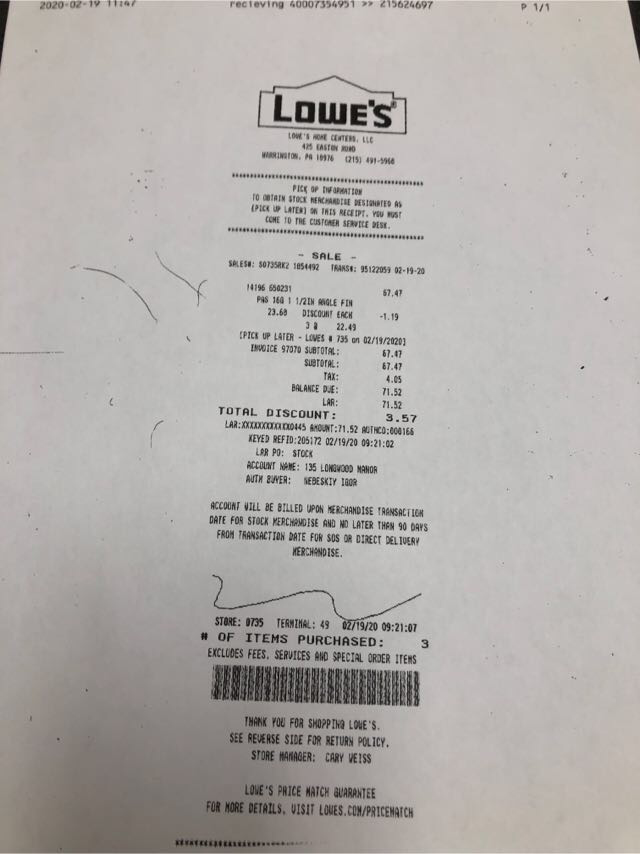 2020-02-19 11:47 recieving 40007354951 >> 215624697 P 1/1
LOWE'S
LOWE'S HOME CENTERS, LLC
425 EASTON ROAD
WARRINGTON, PA 18976 (215) 491-5960
PICK UP INFORMATION
TO OBTAIN STOCK MERCHANDISE DESIGNATED AS
[PICK UP LATER] ON THIS RECEIPT, YOU MUST
COME TO THE CUSTOMER SERVICE DESK.
- SALE -
SALES#: S0735RK2 1854492 TRANS#: 95122059 02-19-20
14196 650231 67.47
PAS 16G 1 1/2IN ANGLE FIN
23.68 DISCOUNT EACH -1.19
3 @ 22.49
[PICK UP LATER - LOWES # 735 on 02/19/2020]
INVOICE 97070 SUBTOTAL: 67.47
SUBTOTAL: 67.47
TAX: 4.05
BALANCE DUE: 71.52
LAR: 71.52
TOTAL DISCOUNT: 3.57
LAR:XXXXXXXXXXXX0445 AMOUNT:71.52 AUTHCD:000166
KEYED REFID:205172 02/19/20 09:21:02
LAR PO: STOCK
ACCOUNT NAME: 135 LONGWOOD MANOR
AUTH BUYER: NEBESKIY IGOR
ACCOUNT WILL BE BILLED UPON MERCHANDISE TRANSACTION
DATE FOR STOCK MERCHANDISE AND NO LATER THAN 90 DAYS
FROM TRANSACTION DATE FOR SOS OR DIRECT DELIVERY
MERCHANDISE.
STORE: 0735 TERMINAL: 49 02/19/20 09:21:07
# OF ITEMS PURCHASED: 3
EXCLUDES FEES, SERVICES AND SPECIAL ORDER ITEMS
THANK YOU FOR SHOPPING LOWE'S.
SEE REVERSE SIDE FOR RETURN POLICY.
STORE MANAGER: CARY WEISS
LOWE'S PRICE MATCH GUARANTEE
FOR MORE DETAILS, VISIT LOWES.COM/PRICEMATCH